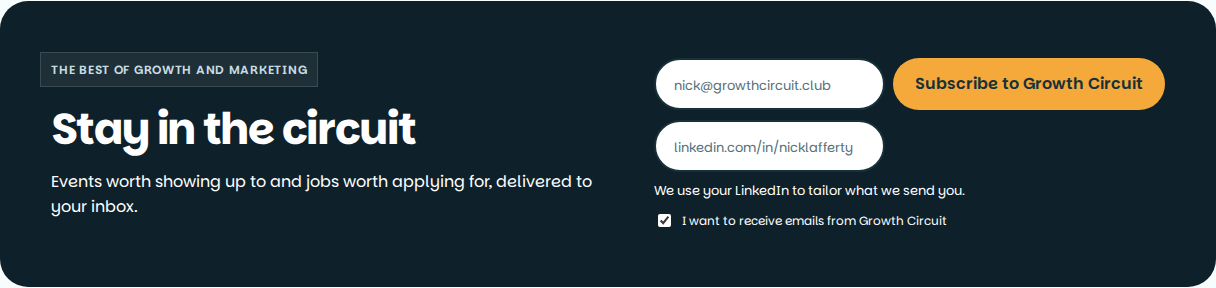 THE BEST OF GROWTH AND MARKETING
Stay in the circuit
Events worth showing up to and jobs worth applying for, delivered to
your inbox.
nick@growthcircuit.club
Subscribe to Growth Circuit
linkedin.com/in/nicklafferty
We use your LinkedIn to tailor what we send you.
I want to receive emails from Growth Circuit